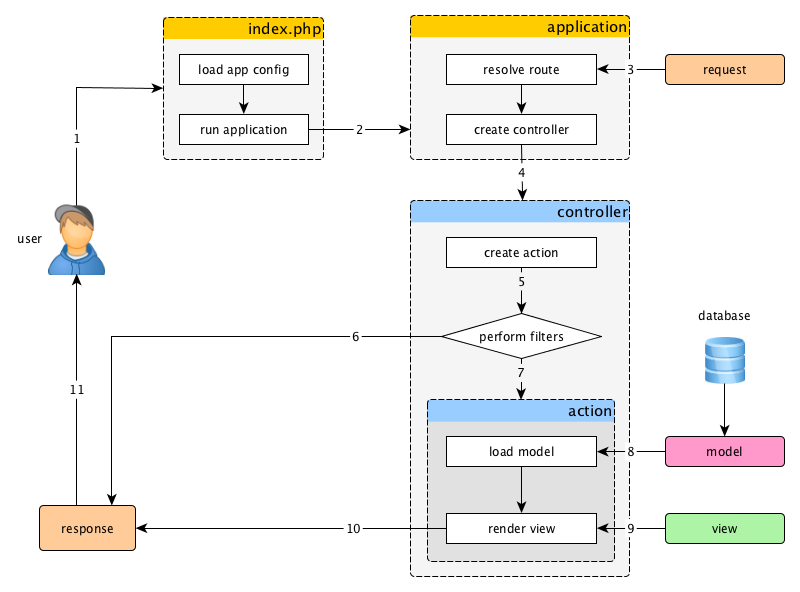 index.php
application
load app config
resolve route
3
request
run application
2
create controller
1
4
user
controller
create action
5
database
6
perform filters
7
11
action
load model
8
model
response
10
render view
9
view